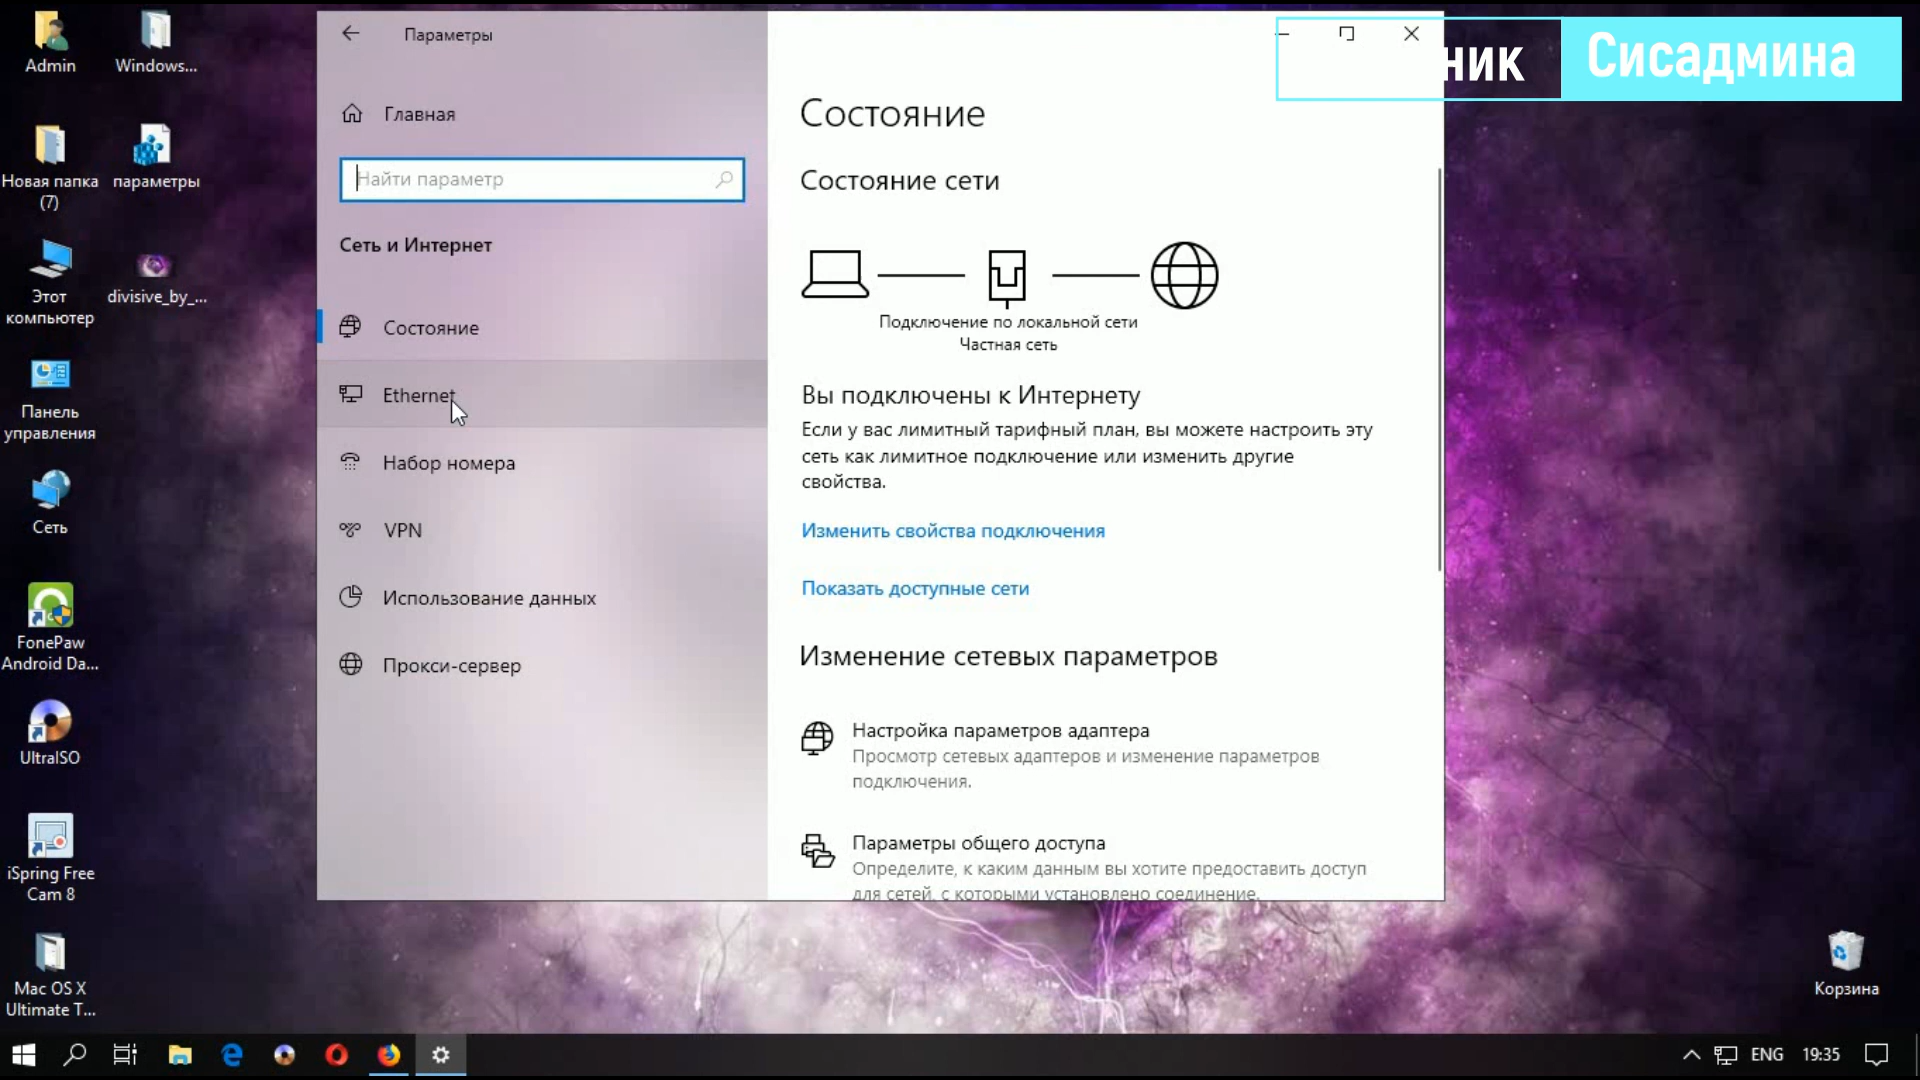 Admin
Windows...
Новая папка
(7)
параметры
Этот
компьютер
divisive_by_...
Панель
управления
Сеть
FonePaw
Android Da...
UltraISO
iSpring Free
Cam 8
Mac OS X
Ultimate T...
Параметры
Главная
Найти параметр
Сеть и Интернет
Состояние
Ethernet
Набор номера
VPN
Использование данных
Прокси-сервер
ник
Сисадмина
Состояние
Состояние сети
Подключение по локальной сети
Частная сеть
Вы подключены к Интернету
Если у вас лимитный тарифный план, вы можете настроить эту
сеть как лимитное подключение или изменить другие
свойства.
Изменить свойства подключения
Показать доступные сети
Изменение сетевых параметров
Настройка параметров адаптера
Просмотр сетевых адаптеров и изменение параметров
подключения.
Параметры общего доступа
Определите, к каким данным вы хотите предоставить доступ
для сетей, с которыми установлено соединение.
Корзина
ENG
19:35